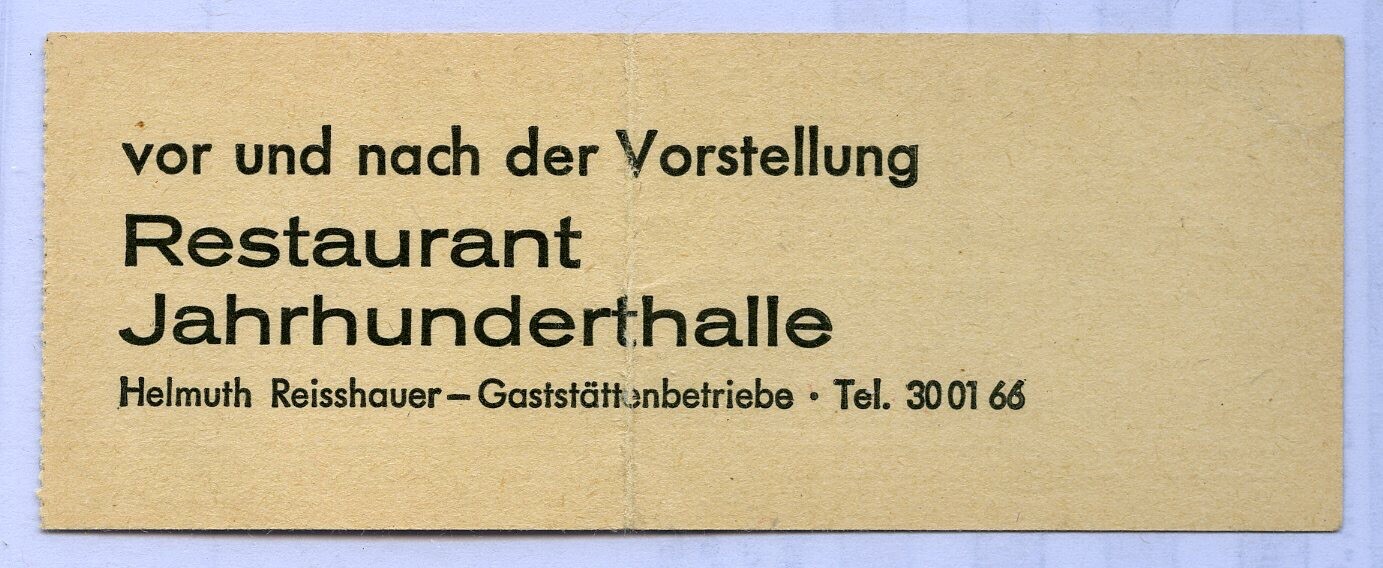 vor und nach der Vorstellung
Restaurant
Jahrhunderthalle
Helmuth Reisshauer – Gaststättenbetriebe · Tel. 30 01 66